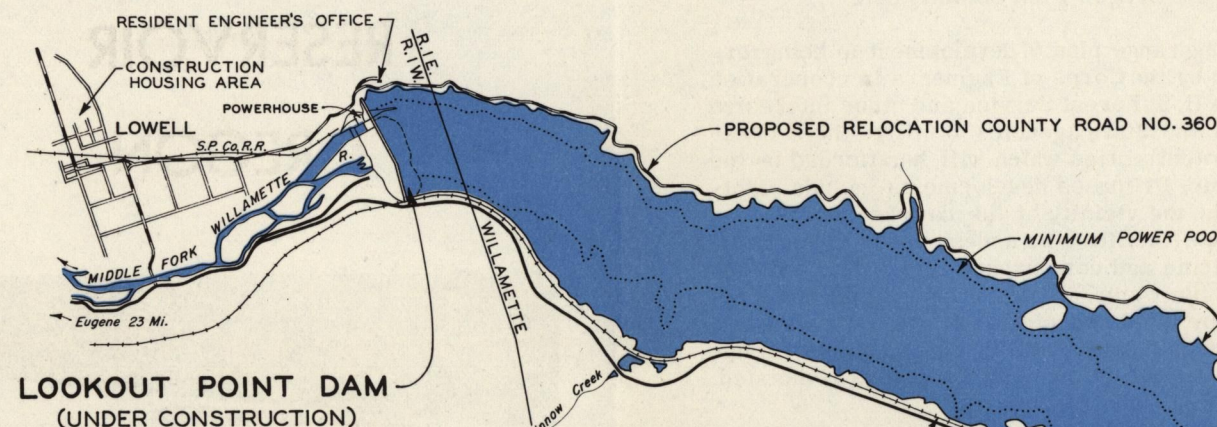 RESIDENT ENGINEER'S OFFICE
R.1E.
R.1W.
CONSTRUCTION
HOUSING AREA
POWERHOUSE
LOWELL
S.P. Co. R.R.
PROPOSED RELOCATION COUNTY ROAD NO. 360
R.
MIDDLE FORK WILLAMETTE
WILLAMETTE
MINIMUM POWER POO
Eugene 23 Mi.
LOOKOUT POINT DAM
(UNDER CONSTRUCTION)
Creek